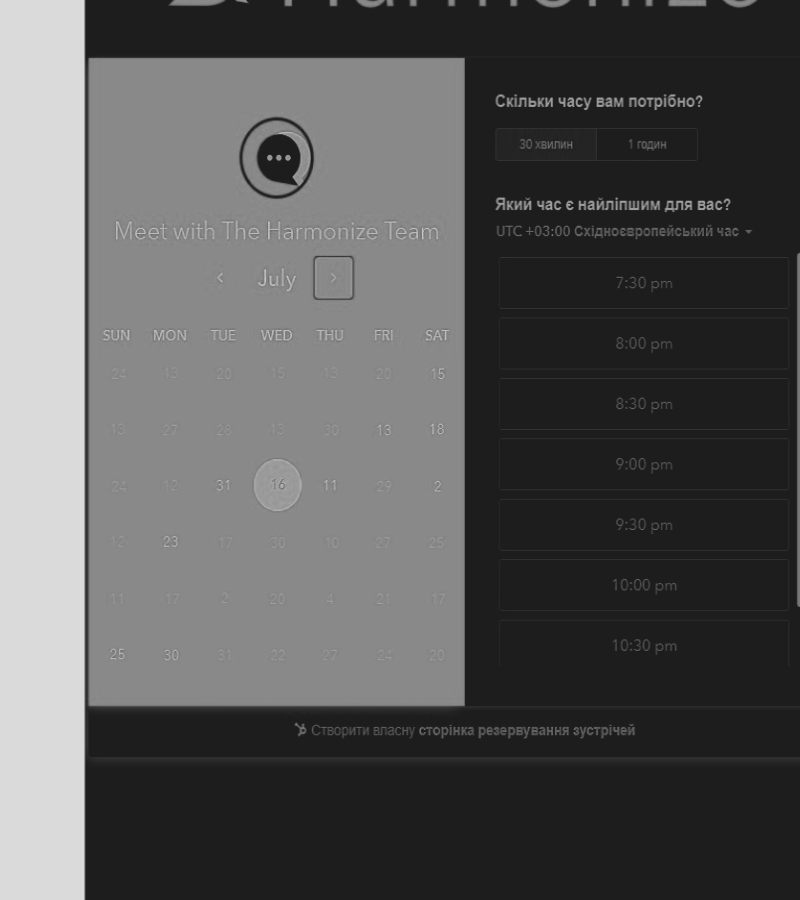 Harmonize
Meet with The Harmonize Team
July
SUN MON TUE WED THU FRI SAT
24 13 20 15 13 20 15
13 27 28 13 30 13 18
24 12 31 16 11 29 2
12 23 17 30 10 27 25
11 17 2 20 4 21 17
25 30 31 22 27 24 20
Скільки часу вам потрібно?
30 хвилин 1 годин
Який час є найліпшим для вас?
UTC +03:00 Східноєвропейський час
7:30 pm
8:00 pm
8:30 pm
9:00 pm
9:30 pm
10:00 pm
10:30 pm
Створити власну сторінка резервування зустрічей